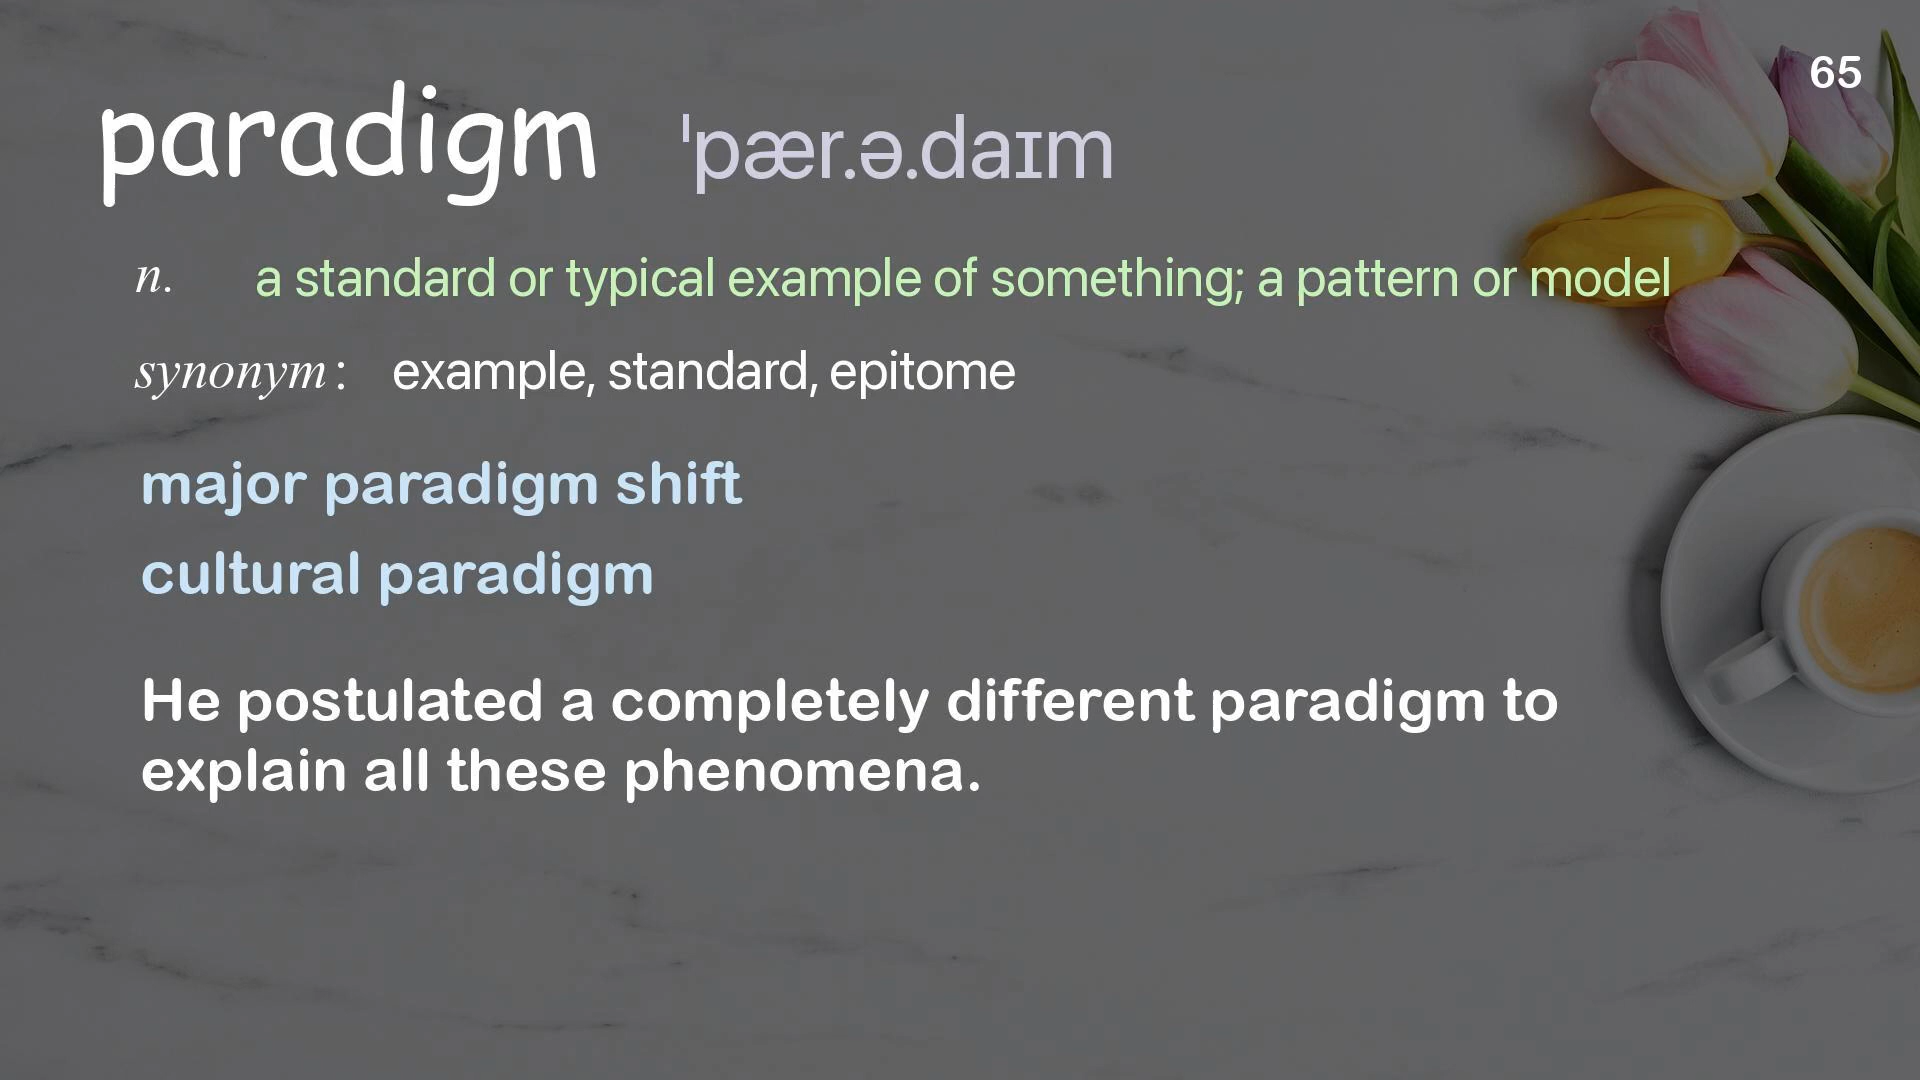 65
paradigm ˈpær.ə.daɪm
n. a standard or typical example of something; a pattern or model
synonym: example, standard, epitome
major paradigm shift
cultural paradigm
He postulated a completely different paradigm to
explain all these phenomena.